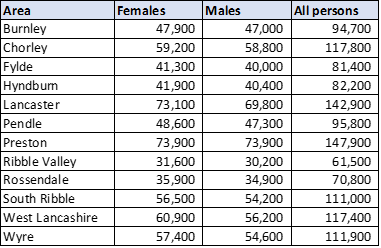 Area Females Males All persons
Burnley 47,900 47,000 94,700
Chorley 59,200 58,800 117,800
Fylde 41,300 40,000 81,400
Hyndburn 41,900 40,400 82,200
Lancaster 73,100 69,800 142,900
Pendle 48,600 47,300 95,800
Preston 73,900 73,900 147,900
Ribble Valley 31,600 30,200 61,500
Rossendale 35,900 34,900 70,800
South Ribble 56,500 54,200 111,000
West Lancashire 60,900 56,200 117,400
Wyre 57,400 54,600 111,900